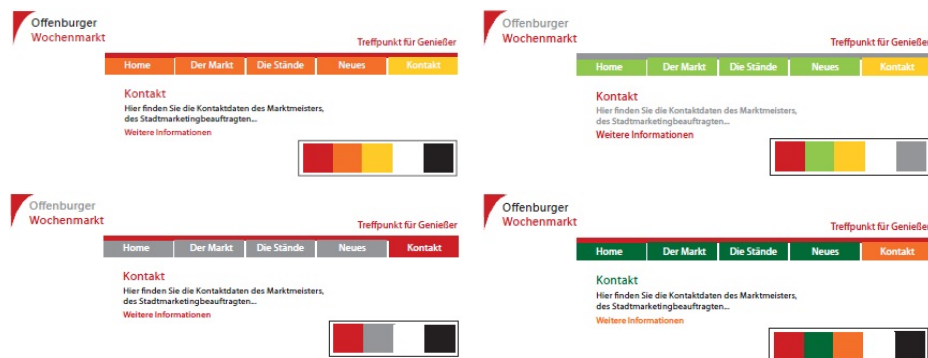 Offenburger
Wochenmarkt
Treffpunkt für Genießer
Home Der Markt Die Stände Neues Kontakt
Kontakt
Hier finden Sie die Kontaktdaten des Marktmeisters,
des Stadtmarketingbeauftragten...
Weitere Informationen
Offenburger
Wochenmarkt
Treffpunkt für Genießer
Home Der Markt Die Stände Neues Kontakt
Kontakt
Hier finden Sie die Kontaktdaten des Marktmeisters,
des Stadtmarketingbeauftragten...
Weitere Informationen
Offenburger
Wochenmarkt
Treffpunkt für Genießer
Home Der Markt Die Stände Neues Kontakt
Kontakt
Hier finden Sie die Kontaktdaten des Marktmeisters,
des Stadtmarketingbeauftragten...
Weitere Informationen
Offenburger
Wochenmarkt
Treffpunkt für Genießer
Home Der Markt Die Stände Neues Kontakt
Kontakt
Hier finden Sie die Kontaktdaten des Marktmeisters,
des Stadtmarketingbeauftragten...
Weitere Informationen